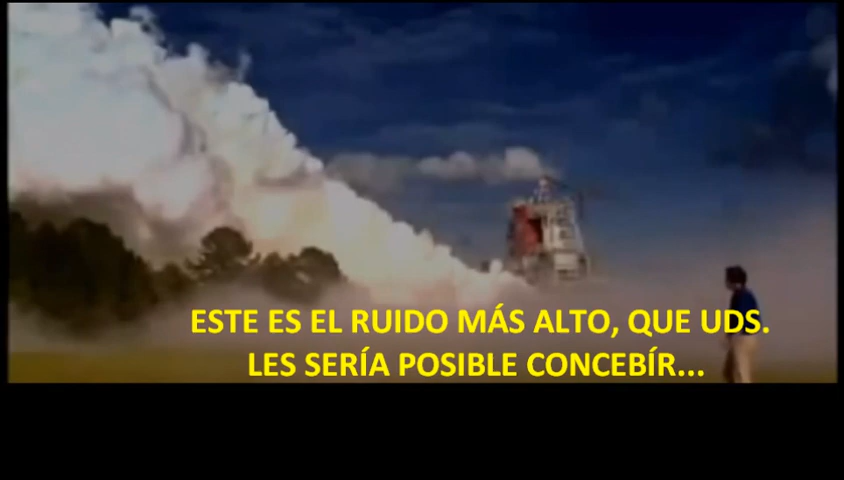 ESTE ES EL RUIDO MÁS ALTO, QUE UDS.
LES SERÍA POSIBLE CONCEBÍR...